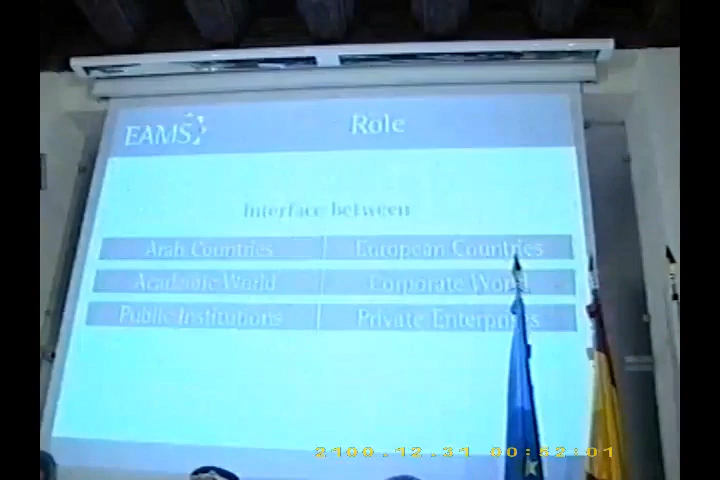 EAMS Role
Interface between
Arab Countries European Countries
Academic World Corporate World
Public Institutions Private Enterprises
2100.12.31 00:52:01